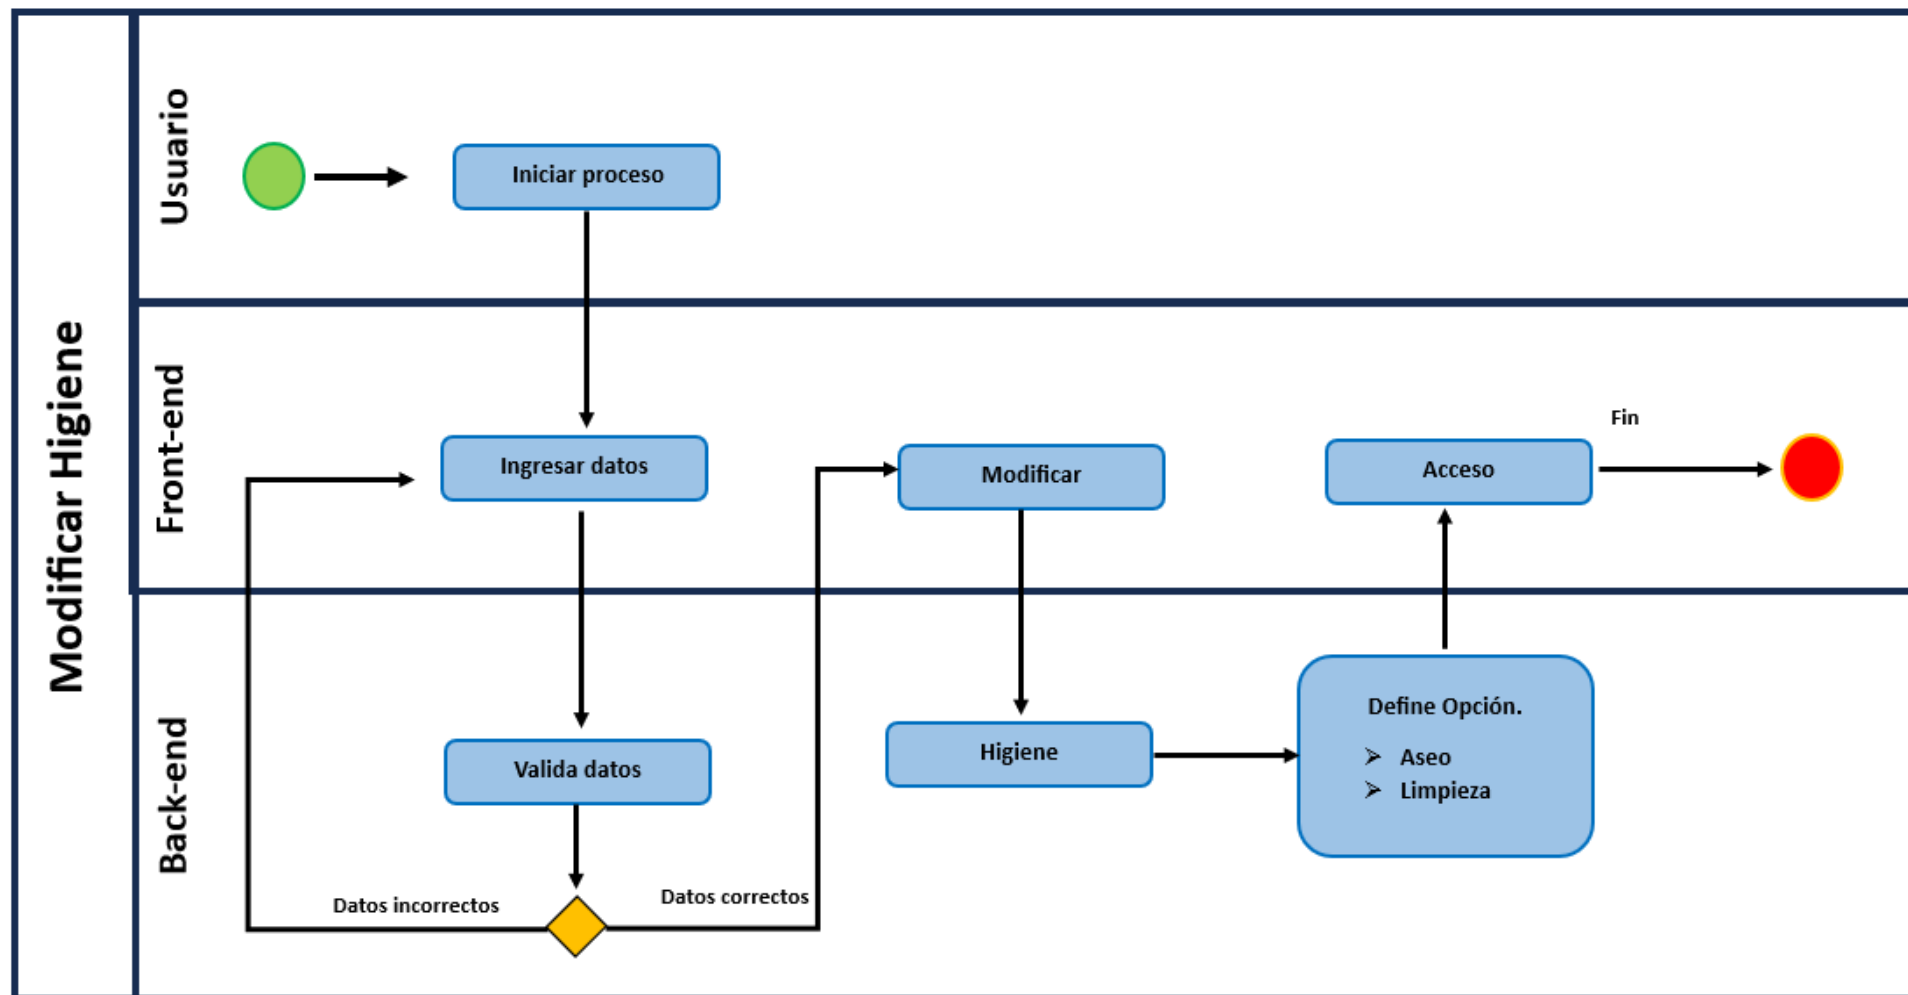 Modificar Higiene
Usuario
Iniciar proceso
Front-end
Ingresar datos
Modificar
Acceso
Fin
Back-end
Valida datos
Higiene
Define Opción.
➢ Aseo
➢ Limpieza
Datos incorrectos
Datos correctos